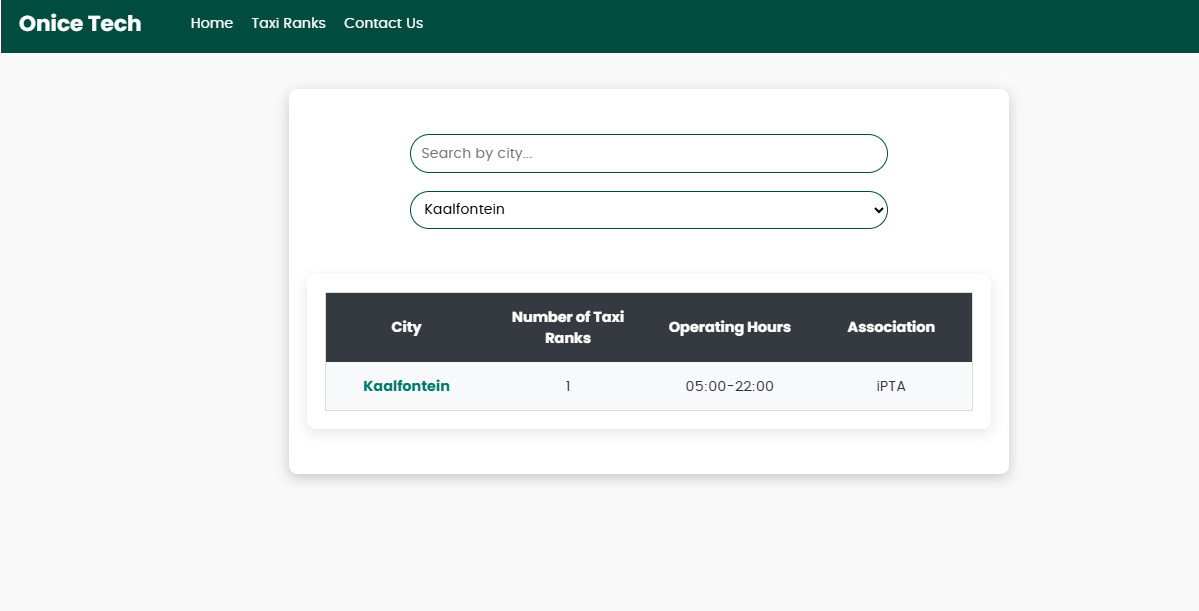 Onice Tech Home Taxi Ranks Contact Us
Search by city...
Kaalfontein
City Number of Taxi Ranks Operating Hours Association
Kaalfontein 1 05:00-22:00 iPTA